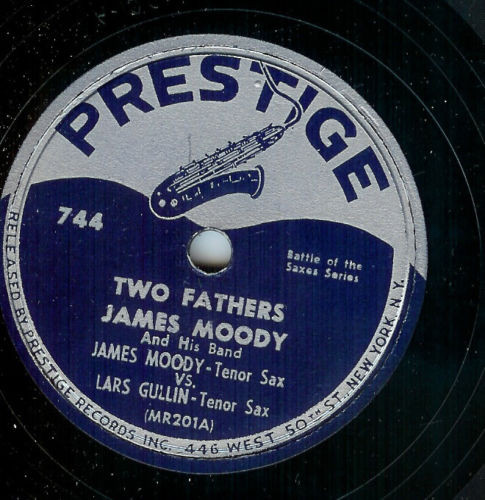 PRESTIGE
744
Battle of the
Saxes Series
TWO FATHERS
JAMES MOODY
And His Band
JAMES MOODY-Tenor Sax
VS.
LARS GULLIN-Tenor Sax
(MR201A)
RELEASED BY PRESTIGE RECORDS INC. 446 WEST 50TH ST., NEW YORK, N.Y.